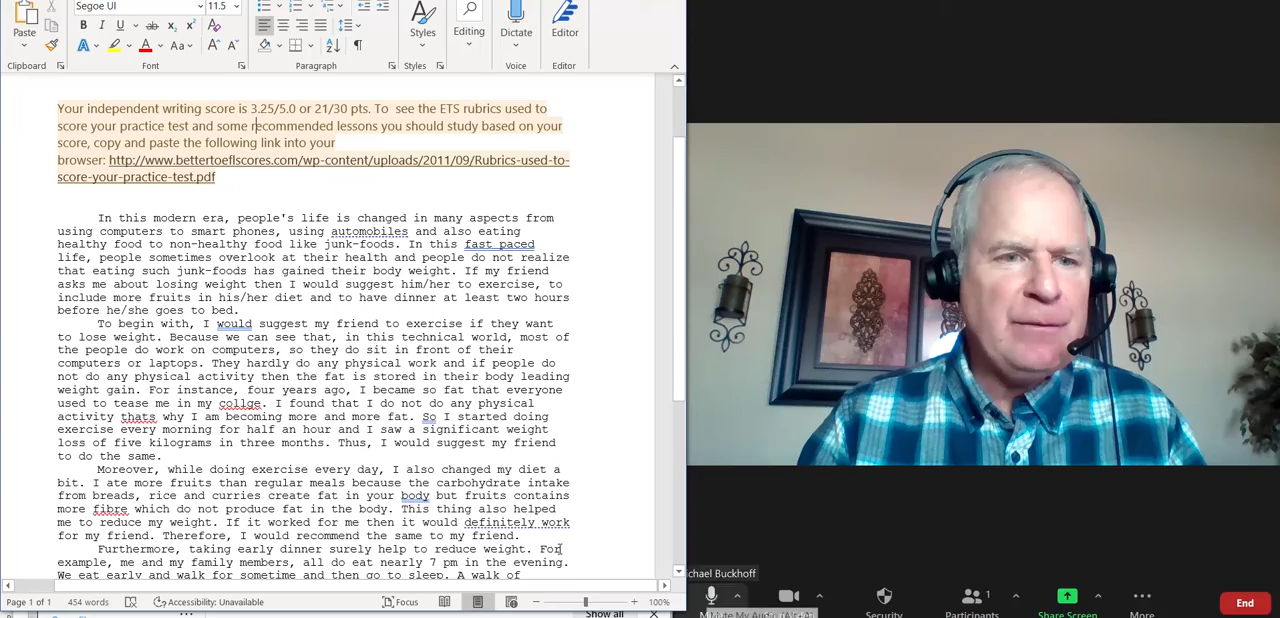 Segoe UI
11.5
Paste
Styles
Editing
Dictate
Editor
Clipboard
Font
Paragraph
Styles
Voice
Editor
Your independent writing score is 3.25/5.0 or 21/30 pts. To see the ETS rubrics used to
score your practice test and some recommended lessons you should study based on your
score, copy and paste the following link into your
browser: http://www.bettertoeflscores.com/wp-content/uploads/2011/09/Rubrics-used-to-
score-your-practice-test.pdf
In this modern era, people's life is changed in many aspects from
using computers to smart phones, using automobiles and also eating
healthy food to non-healthy food like junk-foods. In this fast paced
life, people sometimes overlook at their health and people do not realize
that eating such junk-foods has gained their body weight. If my friend
asks me about losing weight then I would suggest him/her to exercise, to
include more fruits in his/her diet and to have dinner at least two hours
before he/she goes to bed.
To begin with, I would suggest my friend to exercise if they want
to lose weight. Because we can see that, in this technical world, most of
the people do work on computers, so they do sit in front of their
computers or laptops. They hardly do any physical work and if people do
not do any physical activity then the fat is stored in their body leading
weight gain. For instance, four years ago, I became so fat that everyone
used to tease me in my collge. I found that I do not do any physical
activity thats why I am becoming more and more fat. So I started doing
exercise every morning for half an hour and I saw a significant weight
loss of five kilograms in three months. Thus, I would suggest my friend
to do the same.
Moreover, while doing exercise every day, I also changed my diet a
bit. I ate more fruits than regular meals because the carbohydrate intake
from breads, rice and curries create fat in your body but fruits contains
more fibre which do not produce fat in the body. This thing also helped
me to reduce my weight. If it worked for me then it would definitely work
for my friend. Therefore, I would recommend the same to my friend.
Furthermore, taking early dinner surely help to reduce weight. For
example, me and my family members, all do eat nearly 7 pm in the evening.
We eat early and walk for sometime and then go to sleep. A walk of
Page 1 of 1
454 words
Accessibility: Unavailable
Focus
100%
Show all
ichael Buckhoff
Security
Participants
1
Share Screen
More
End